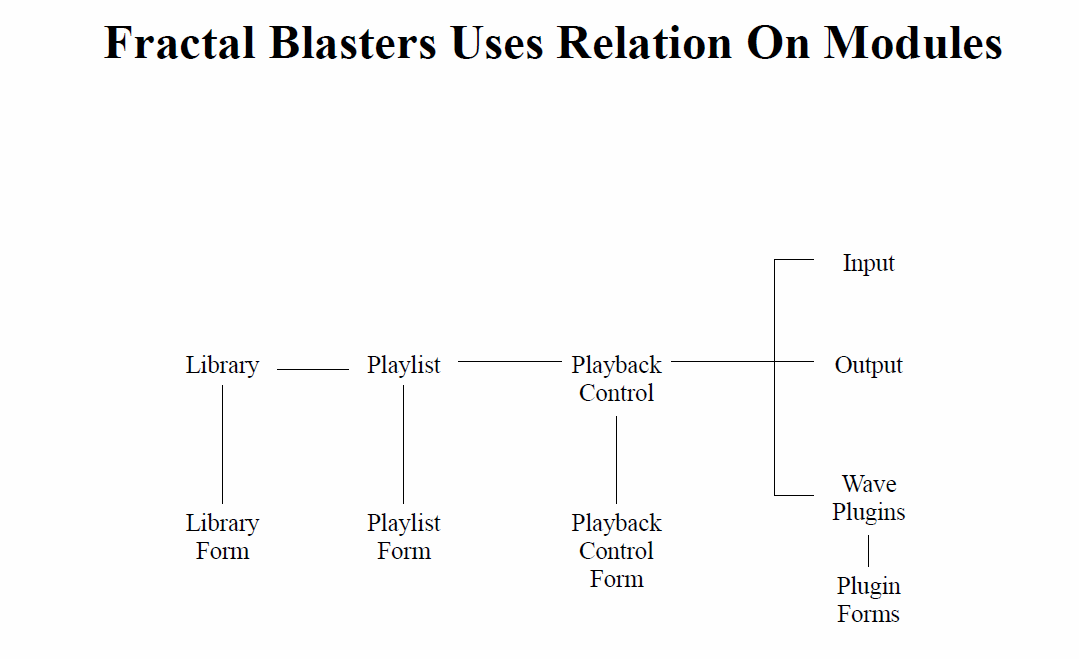 Fractal Blasters Uses Relation On Modules
Input
Library
Playlist
Playback
Control
Output
Wave
Plugins
Library
Form
Playlist
Form
Playback
Control
Form
Plugin
Forms